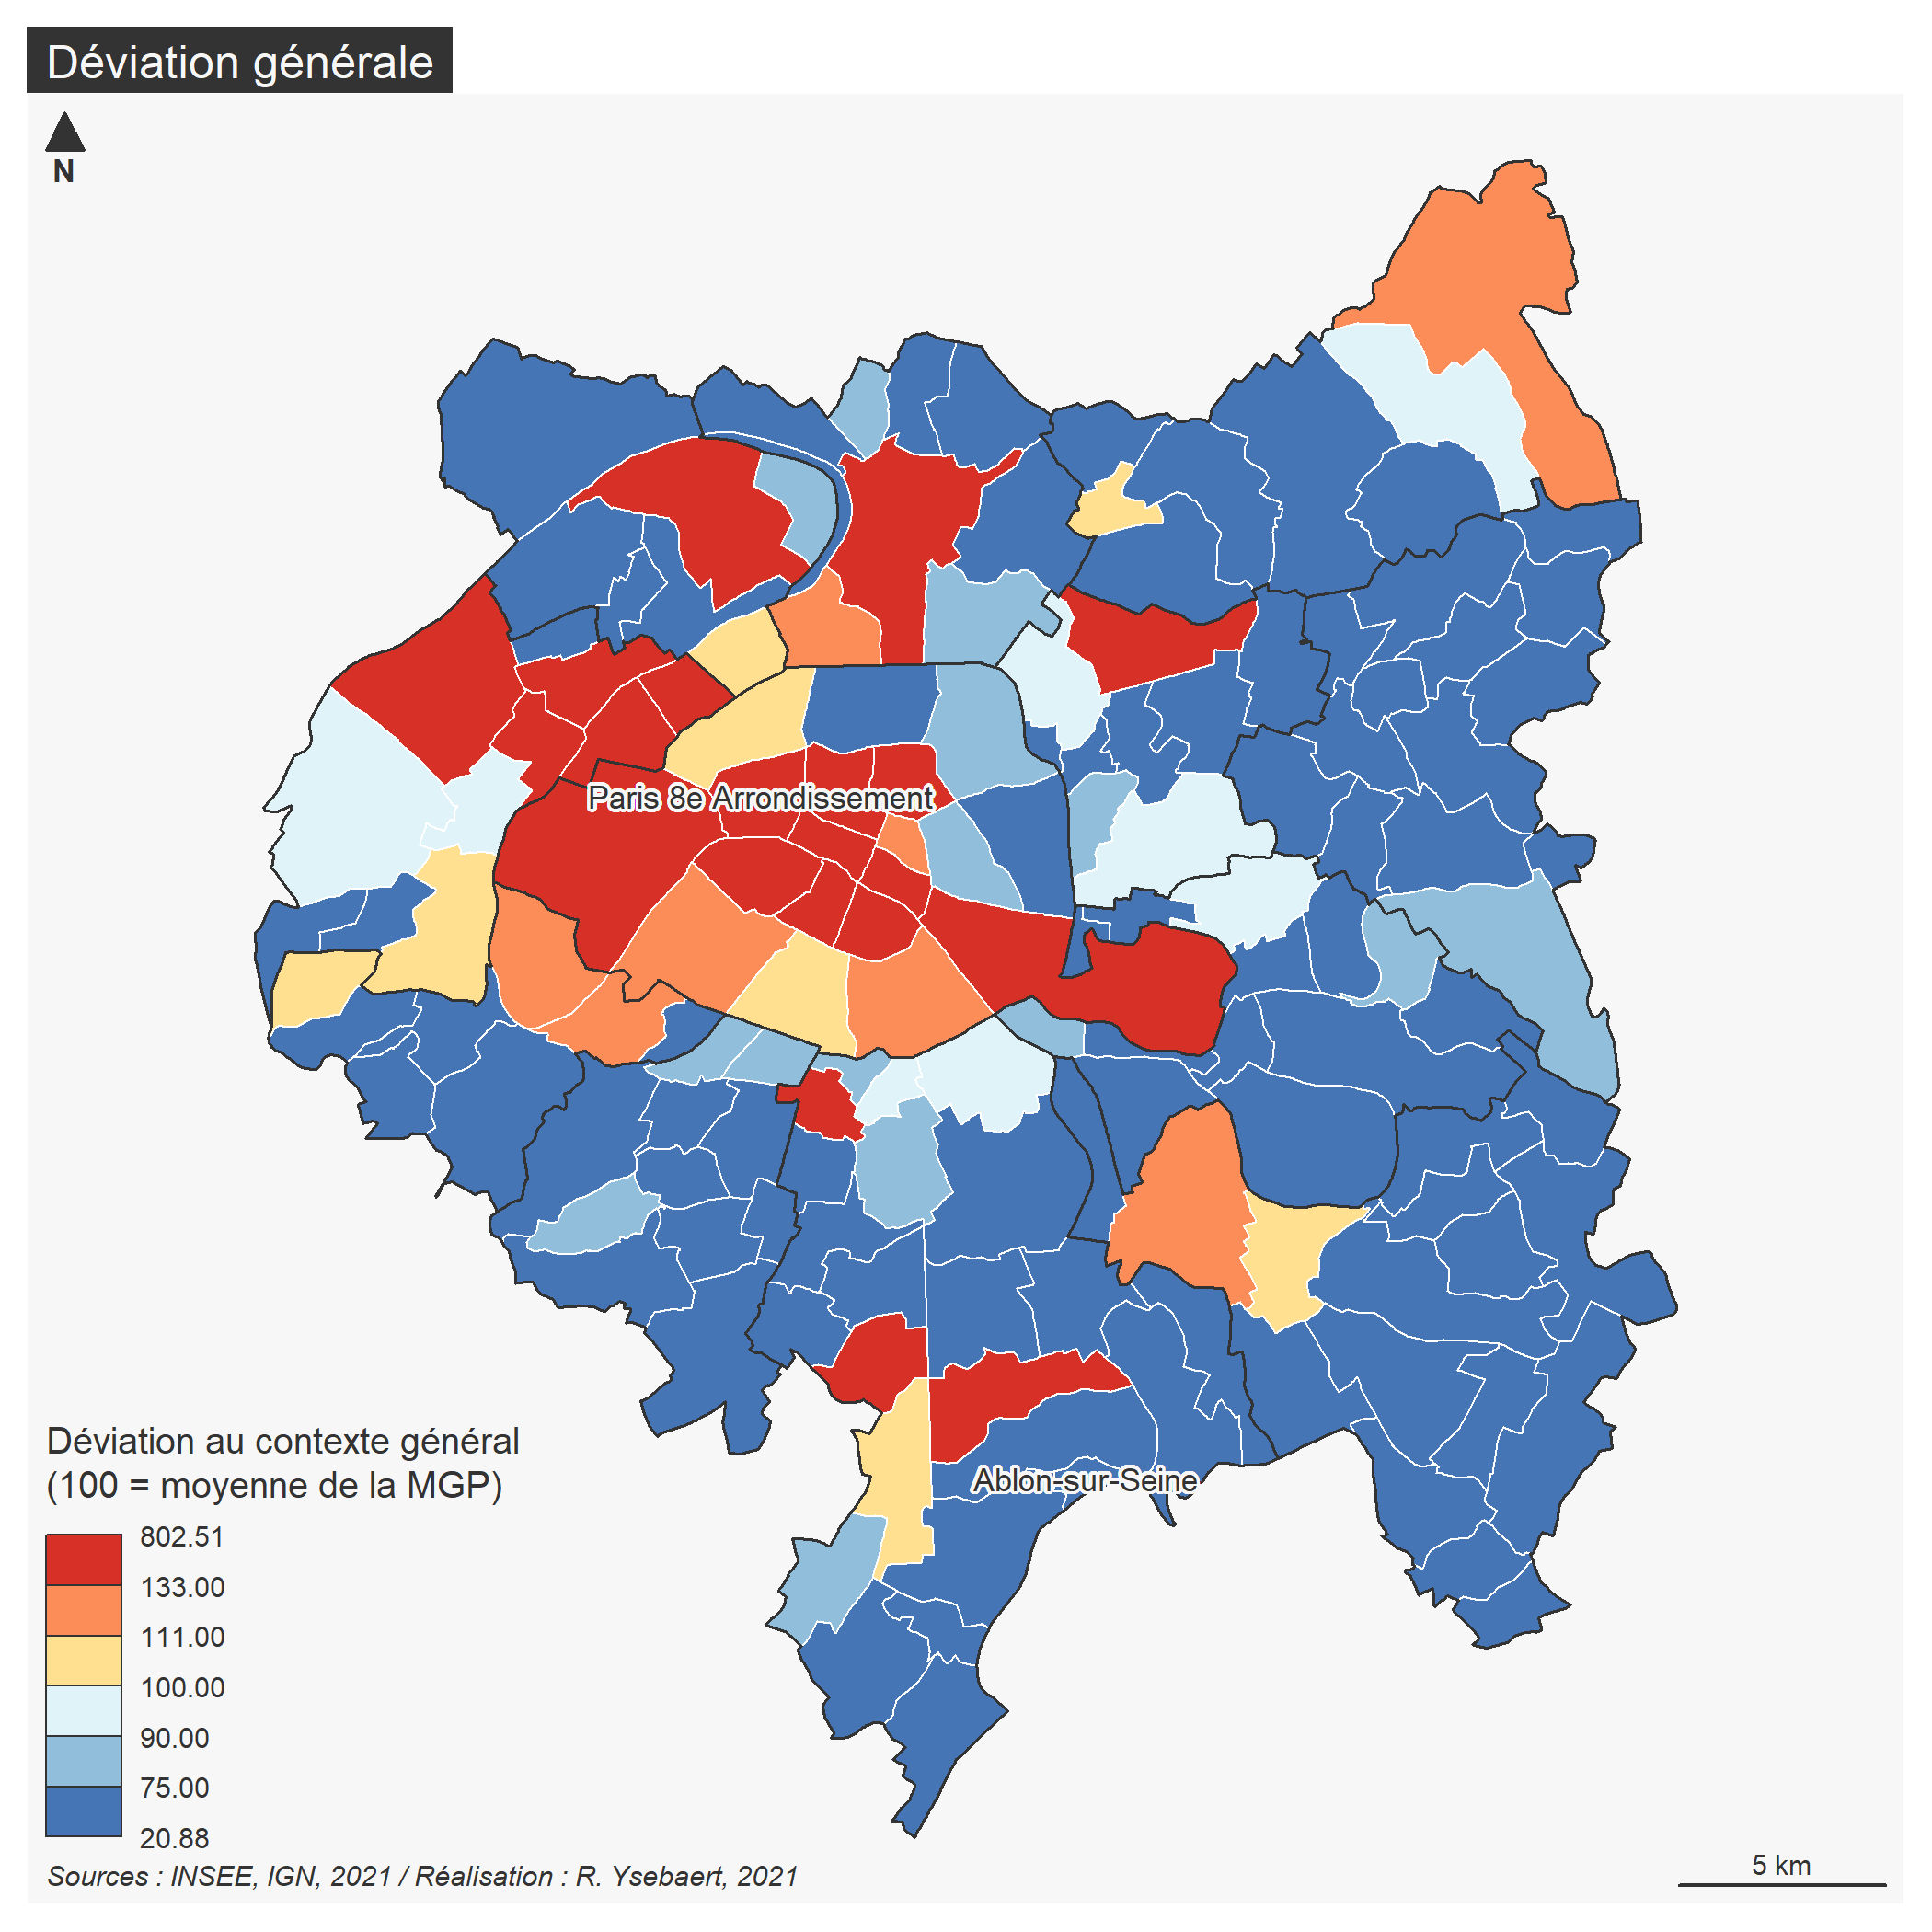 Déviation générale
N
Paris 8e Arrondissement
Ablon-sur-Seine
Déviation au contexte général
(100 = moyenne de la MGP)
802.51
133.00
111.00
100.00
90.00
75.00
20.88
Sources : INSEE, IGN, 2021 / Réalisation : R. Ysebaert, 2021
5 km